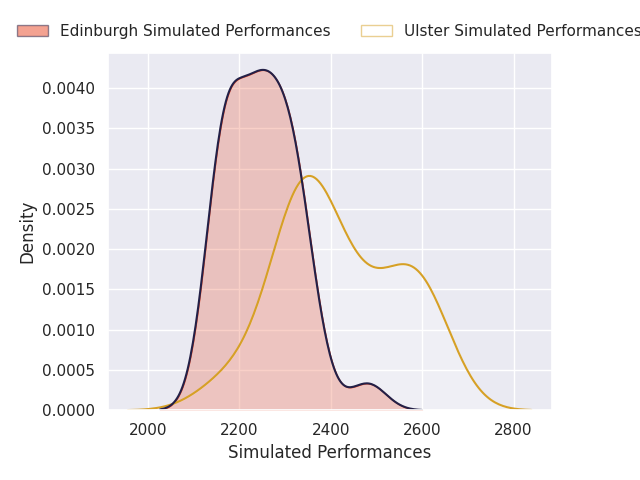 Edinburgh Simulated Performances
Ulster Simulated Performances
0.0040
0.0035
0.0030
0.0025
0.0020
0.0015
0.0010
0.0005
0.0000
Density
2000 2200 2400 2600 2800
Simulated Performances